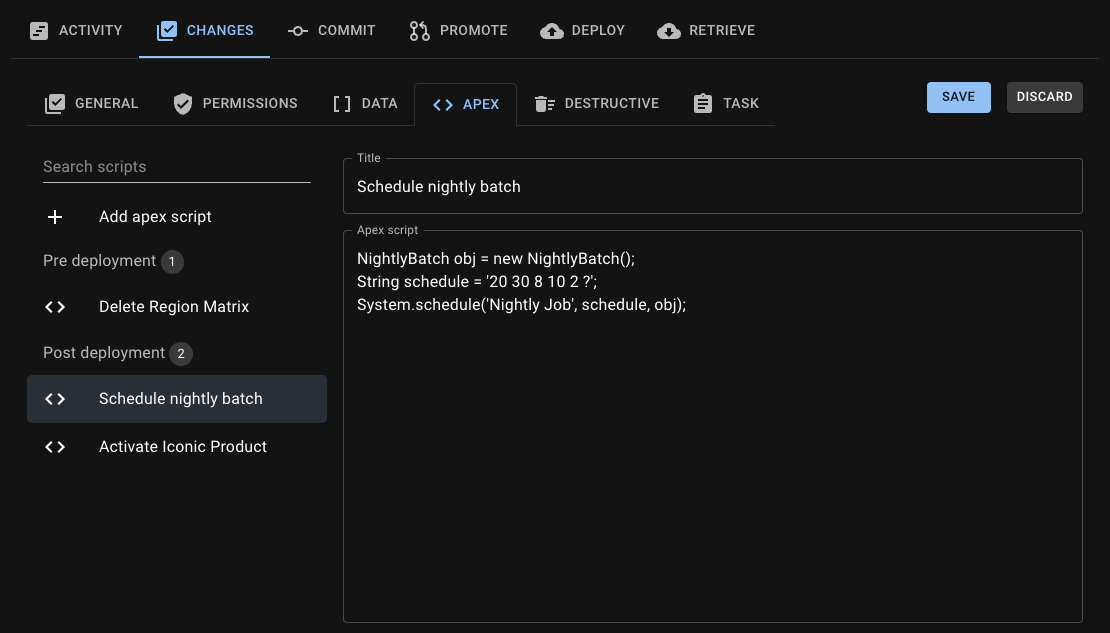 ACTIVITY CHANGES COMMIT PROMOTE DEPLOY RETRIEVE
GENERAL PERMISSIONS DATA APEX DESTRUCTIVE TASK SAVE DISCARD
Search scripts
Add apex script
Pre deployment 1
Delete Region Matrix
Post deployment 2
Schedule nightly batch
Activate Iconic Product
Title
Schedule nightly batch
Apex script
NightlyBatch obj = new NightlyBatch();
String schedule = '20 30 8 10 2 ?';
System.schedule('Nightly Job', schedule, obj);